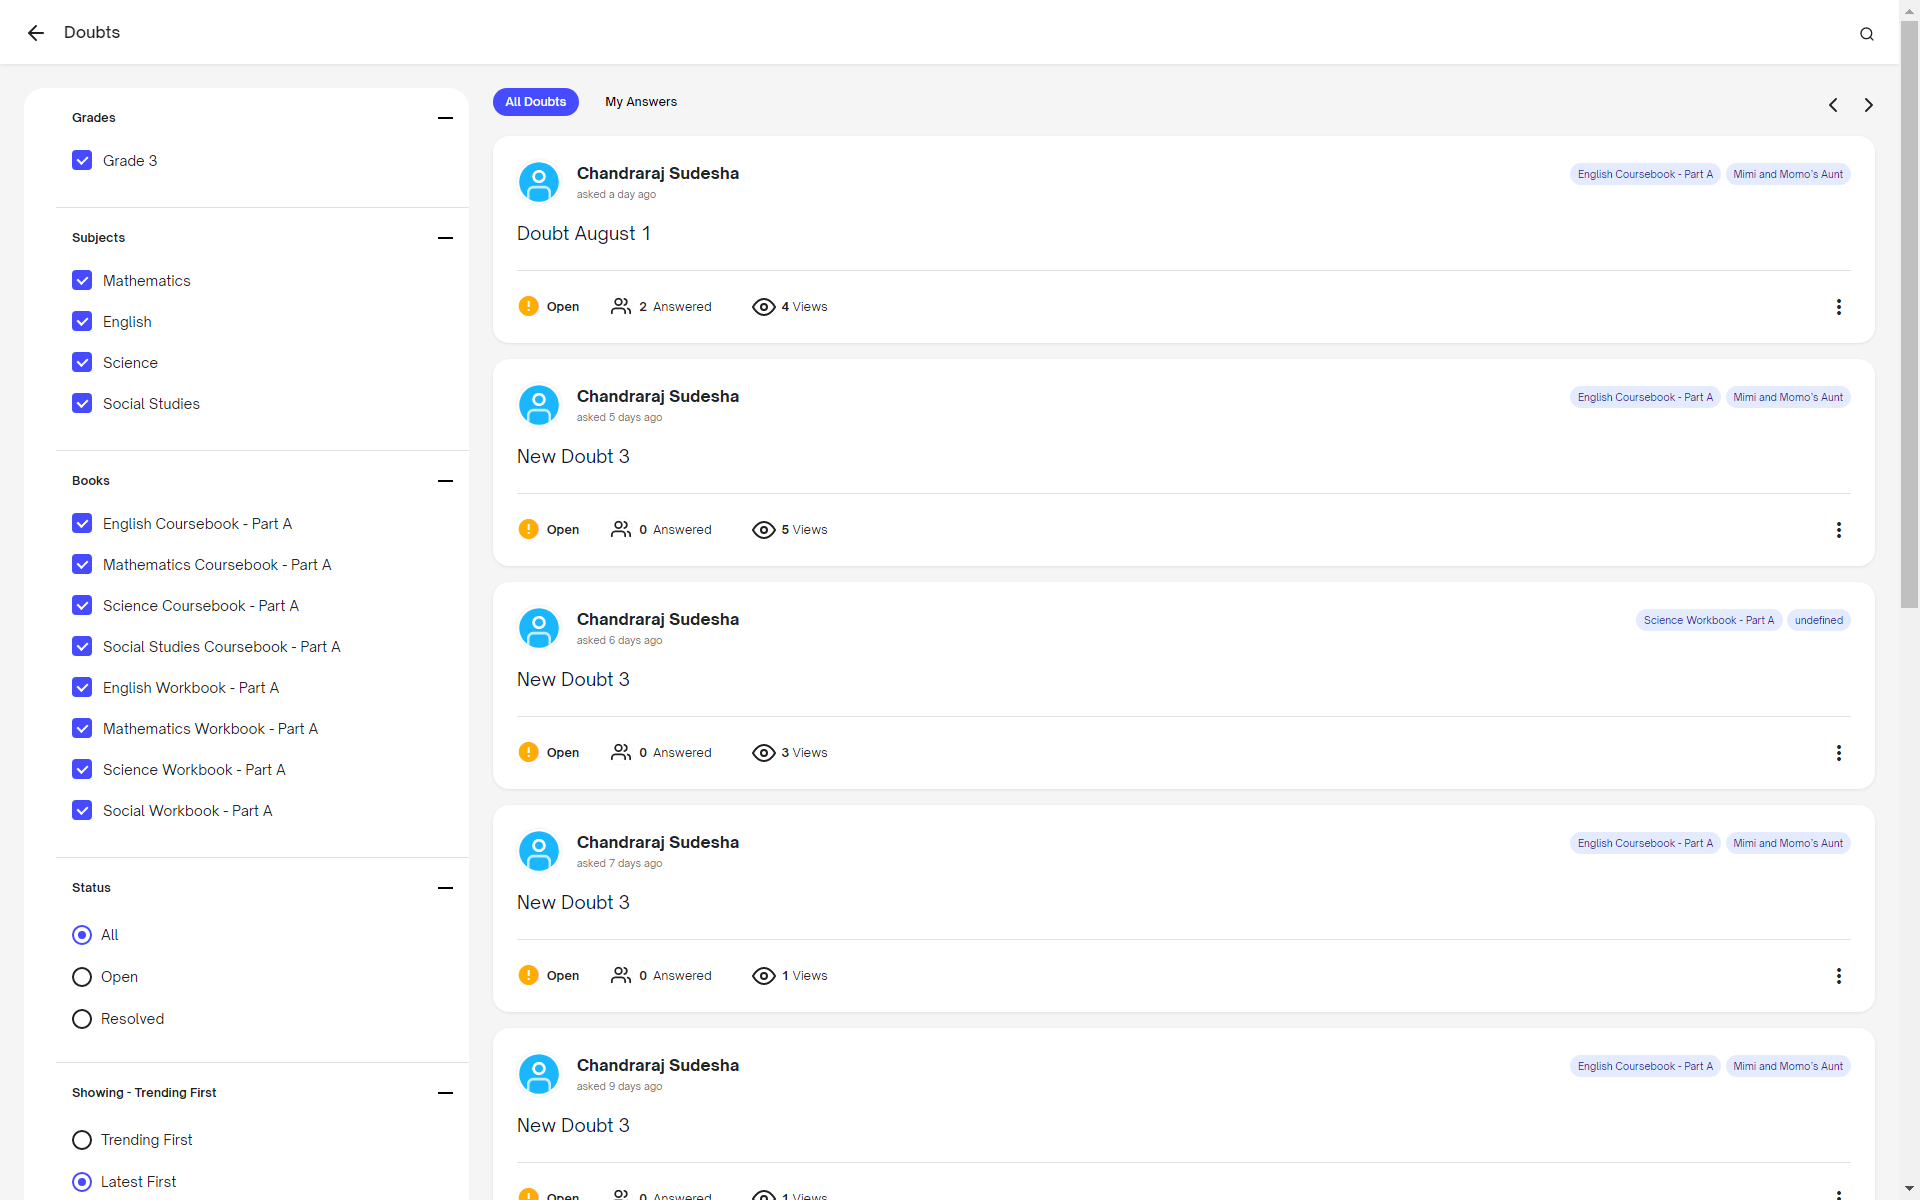 Doubts
Grades
Grade 3
Subjects
Mathematics
English
Science
Social Studies
Books
English Coursebook - Part A
Mathematics Coursebook - Part A
Science Coursebook - Part A
Social Studies Coursebook - Part A
English Workbook - Part A
Mathematics Workbook - Part A
Science Workbook - Part A
Social Workbook - Part A
Status
All
Open
Resolved
Showing - Trending First
Trending First
Latest First
All Doubts My Answers
Chandraraj Sudesha English Coursebook - Part A Mimi and Momo's Aunt
asked a day ago
Doubt August 1
Open 2 Answered 4 Views
Chandraraj Sudesha English Coursebook - Part A Mimi and Momo's Aunt
asked 5 days ago
New Doubt 3
Open 0 Answered 5 Views
Chandraraj Sudesha Science Workbook - Part A undefined
asked 6 days ago
New Doubt 3
Open 0 Answered 3 Views
Chandraraj Sudesha English Coursebook - Part A Mimi and Momo's Aunt
asked 7 days ago
New Doubt 3
Open 0 Answered 1 Views
Chandraraj Sudesha English Coursebook - Part A Mimi and Momo's Aunt
asked 9 days ago
New Doubt 3
Open 0 Answered 1 Views